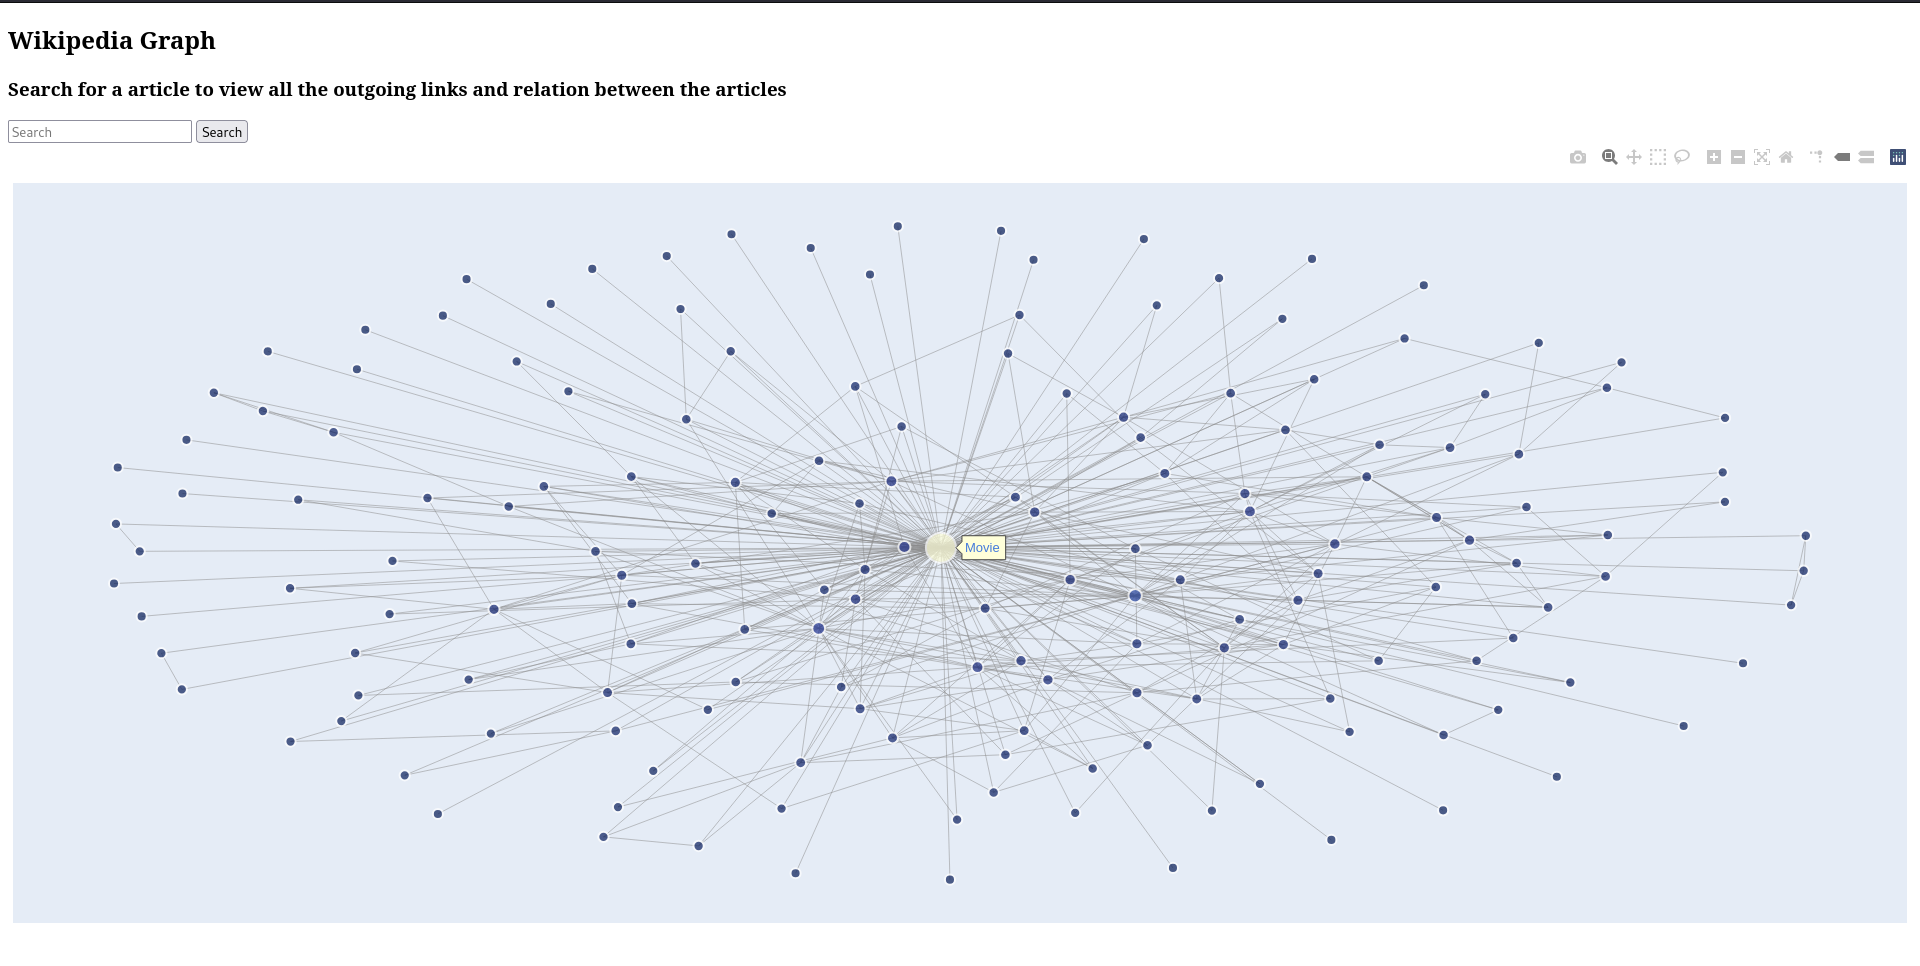 Wikipedia Graph
Search for a article to view all the outgoing links and relation between the articles
Search Search
Movie